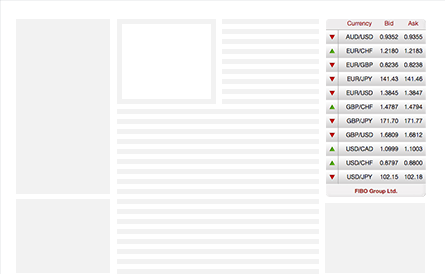 Currency Bid Ask
AUD/USD 0.9352 0.9355
EUR/CHF 1.2180 1.2183
EUR/GBP 0.8236 0.8238
EUR/JPY 141.43 141.46
EUR/USD 1.3845 1.3847
GBP/CHF 1.4787 1.4794
GBP/JPY 171.70 171.77
GBP/USD 1.6809 1.6812
USD/CAD 1.0999 1.1003
USD/CHF 0.8797 0.8800
USD/JPY 102.15 102.18
FIBO Group Ltd.